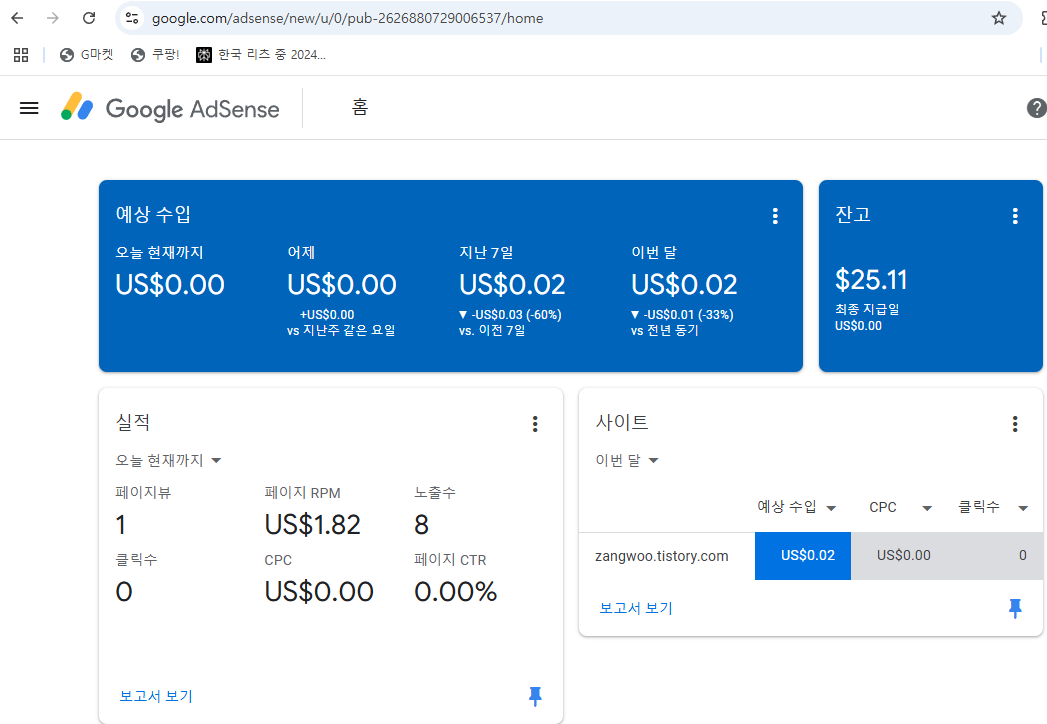 google.com/adsense/new/u/0/pub-2626880729006537/home
G마켓 쿠팡! 한국 리츠 중 2024...
Google AdSense 홈
예상 수입
오늘 현재까지 어제 지난 7일 이번 달
US$0.00 US$0.00 US$0.02 US$0.02
+US$0.00 ▼ -US$0.03 (-60%) ▼ -US$0.01 (-33%)
vs 지난주 같은 요일 vs. 이전 7일 vs 전년 동기
잔고
$25.11
최종 지급일
US$0.00
실적
오늘 현재까지
페이지뷰 페이지 RPM 노출수
1 US$1.82 8
클릭수 CPC 페이지 CTR
0 US$0.00 0.00%
보고서 보기
사이트
이번 달
예상 수입 CPC 클릭수
zangwoo.tistory.com US$0.02 US$0.00 0
보고서 보기